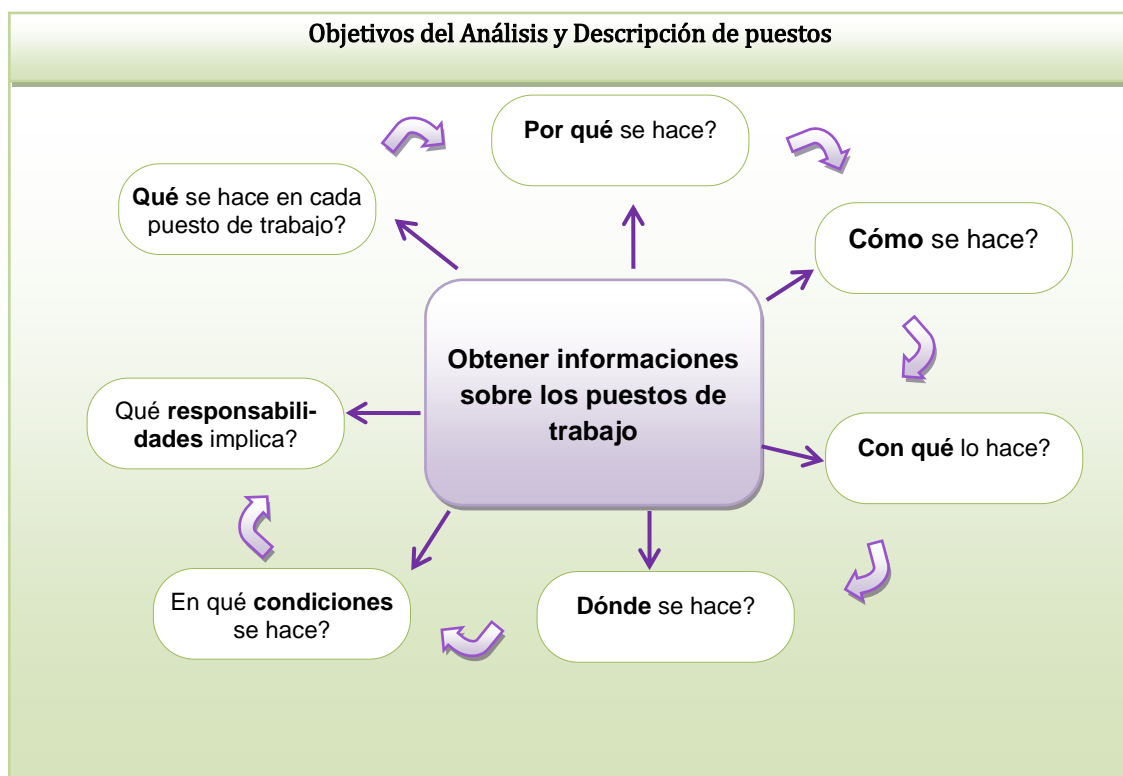 Objetivos del Análisis y Descripción de puestos
Por qué se hace?
Qué se hace en cada
puesto de trabajo?
Cómo se hace?
Obtener informaciones
sobre los puestos de
trabajo
Qué responsabili-
dades implica?
Con qué lo hace?
En qué condiciones
se hace?
Dónde se hace?